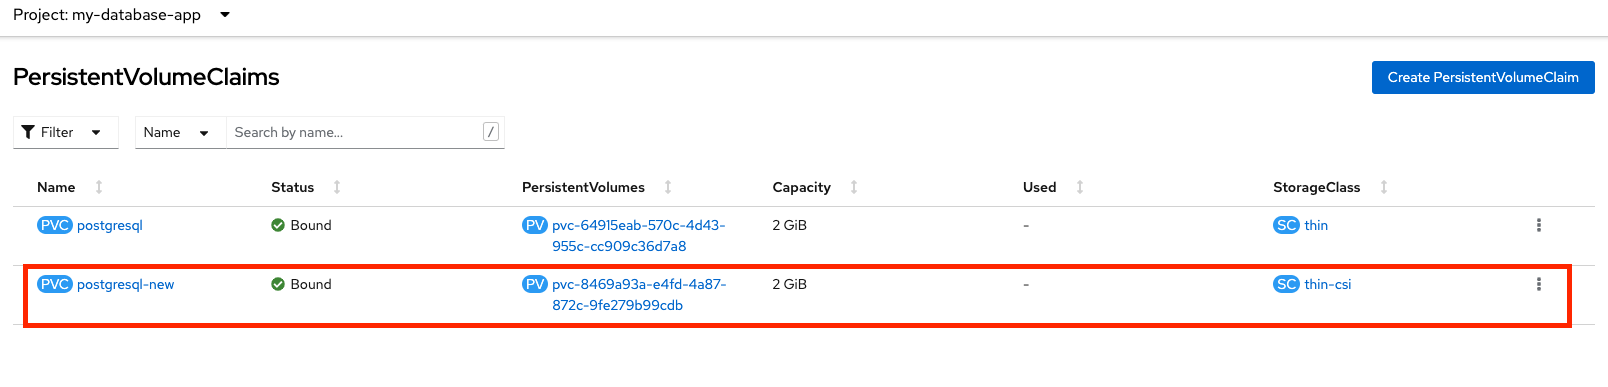 Project: my-database-app
PersistentVolumeClaims
Create PersistentVolumeClaim
Filter Name Search by name... /
Name Status PersistentVolumes Capacity Used StorageClass
PVC postgresql Bound PV pvc-64915eab-570c-4d43- 2 GiB - SC thin
955c-cc909c36d7a8
PVC postgresql-new Bound PV pvc-8469a93a-e4fd-4a87- 2 GiB - SC thin-csi
872c-9fe279b99cdb